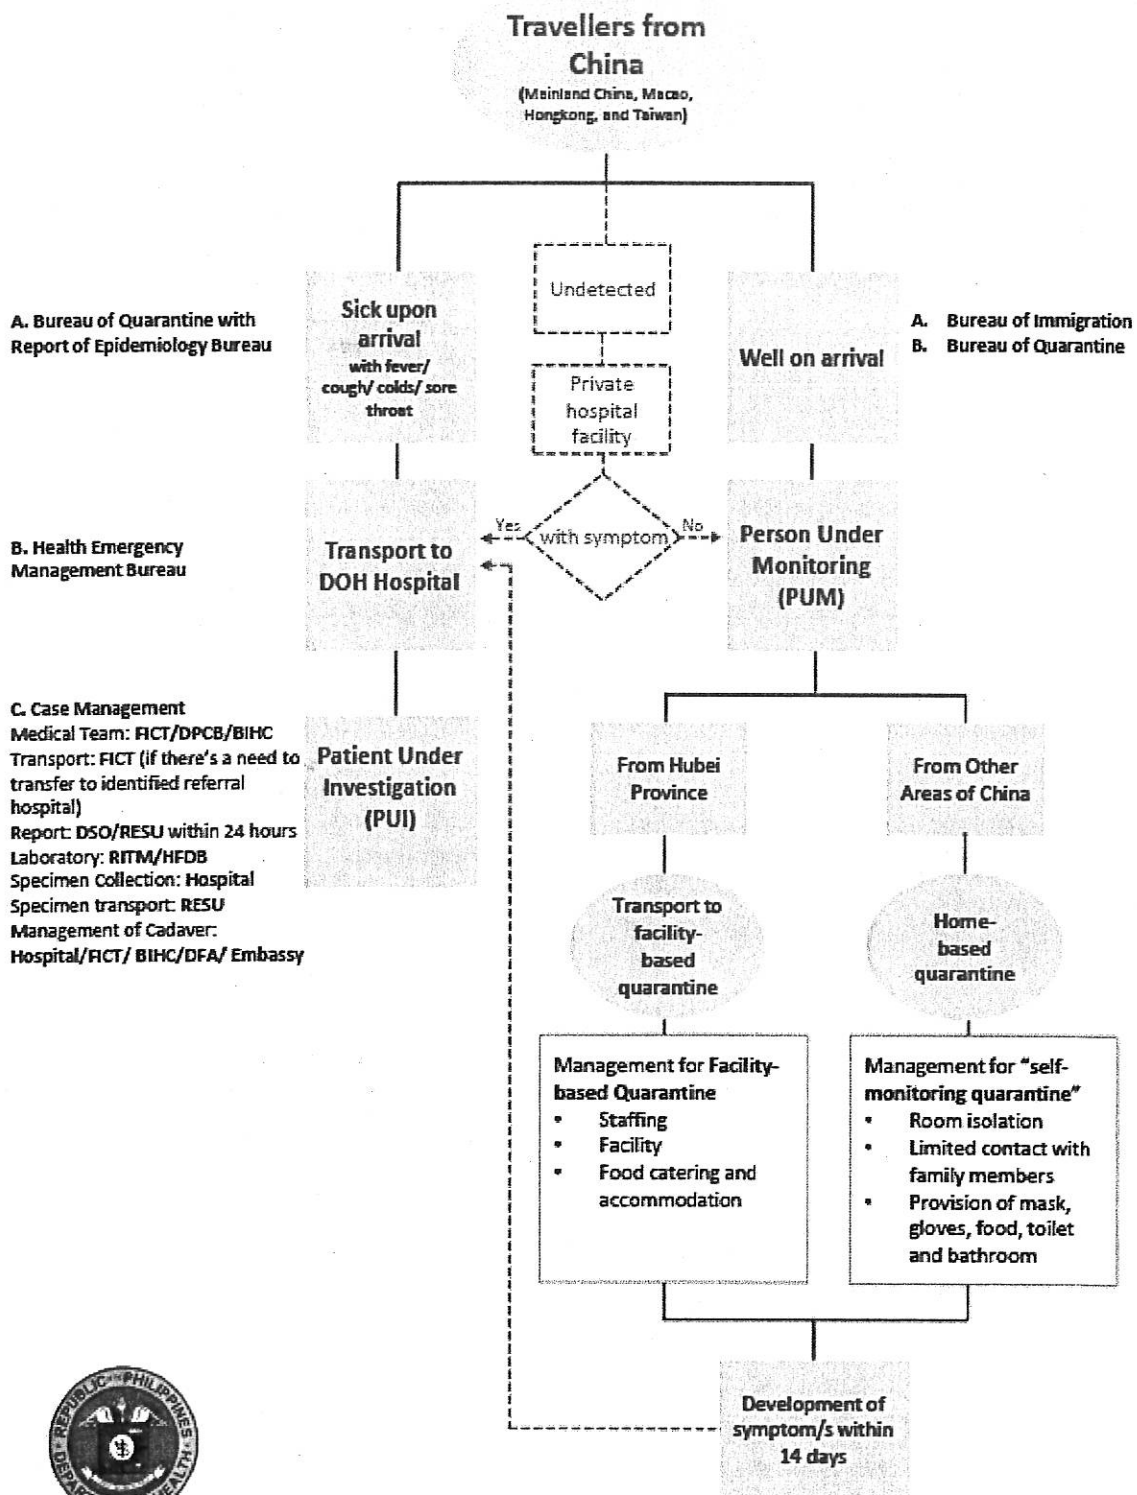 Travellers from
China
(Mainland China, Macao,
Hongkong, and Taiwan)
Undetected
A. Bureau of Quarantine with
Report of Epidemiology Bureau
Sick upon
arrival
with fever/
cough/ colds/ sore
throat
Private
hospital
facility
Well on arrival
A. Bureau of Immigration
B. Bureau of Quarantine
B. Health Emergency
Management Bureau
Transport to
DOH Hospital
Yes
with symptom
No
Person Under
Monitoring
(PUM)
C. Case Management
Medical Team: FICT/DPCB/BIHC
Transport: FICT (if there's a need to
transfer to identified referral
hospital)
Report: DSO/RESU within 24 hours
Laboratory: RITM/HFDB
Specimen Collection: Hospital
Specimen transport: RESU
Management of Cadaver:
Hospital/FICT/ BIHC/DFA/ Embassy
Patient Under
Investigation
(PUI)
From Hubei
Province
From Other
Areas of China
Transport to
facility-
based
quarantine
Home-
based
quarantine
Management for Facility-
based Quarantine
• Staffing
• Facility
• Food catering and
accommodation
Management for "self-
monitoring quarantine"
• Room isolation
• Limited contact with
family members
• Provision of mask,
gloves, food, toilet
and bathroom
Development of
symptom/s within
14 days
REPUBLIC PHILIPPINES